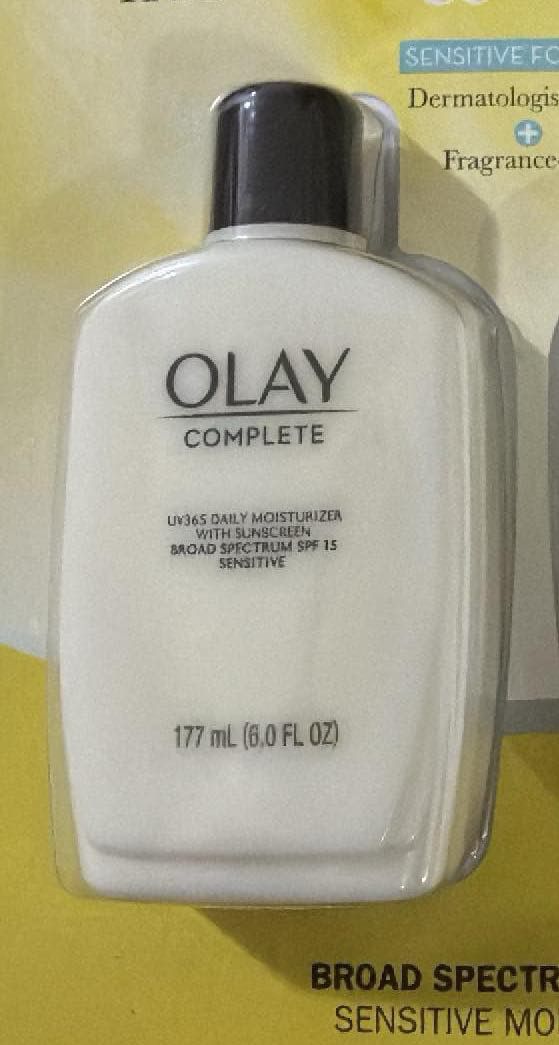 SENSITIVE FO
Dermatologis
+
Fragrance-
OLAY
COMPLETE
UV365 DAILY MOISTURIZER
WITH SUNSCREEN
BROAD SPECTRUM SPF 15
SENSITIVE
177 mL (6.0 FL OZ)
BROAD SPECTR
SENSITIVE MO